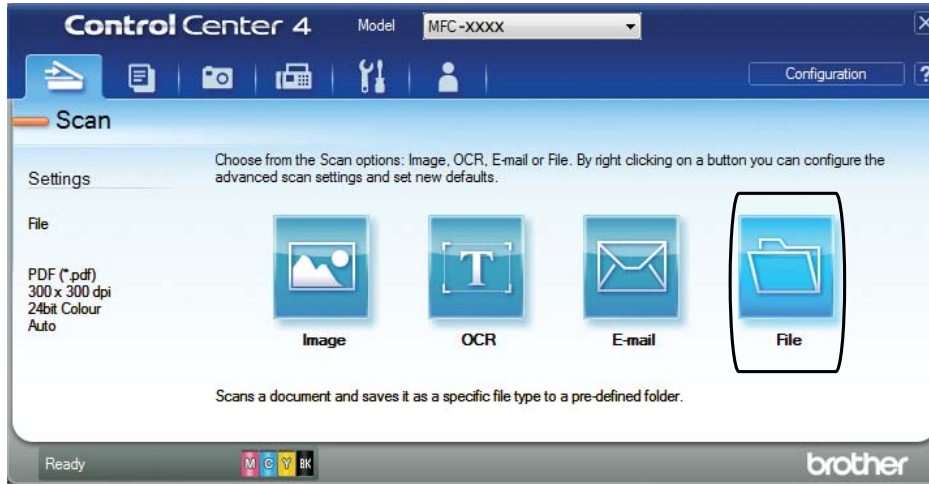 Control Center 4 Model MFC-XXXX
Configuration ?
Scan
Choose from the Scan options: Image, OCR, E-mail or File. By right clicking on a button you can configure the
advanced scan settings and set new defaults.
Settings
File
PDF (*.pdf)
300 x 300 dpi
24bit Colour
Auto
T
Image OCR E-mail File
Scans a document and saves it as a specific file type to a pre-defined folder.
Ready M C Y BK brother